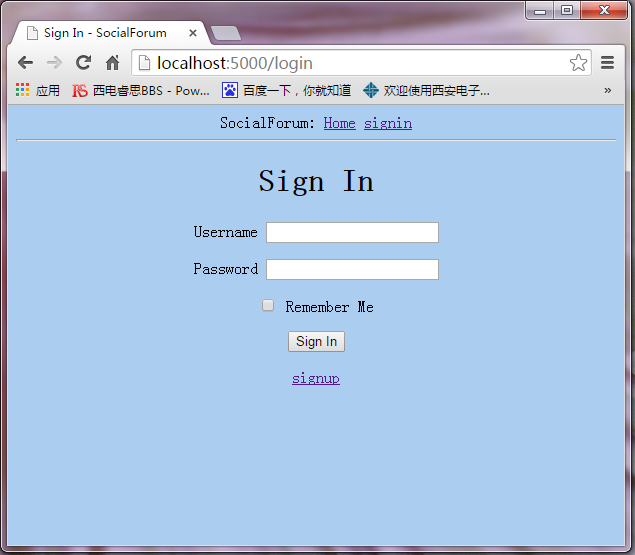 Sign In - SocialForum
localhost:5000/login
应用 西电睿思BBS - Pow... 百度一下，你就知道 欢迎使用西安电子... »
SocialForum: Home signin
Sign In
Username
Password
Remember Me
Sign In
signup